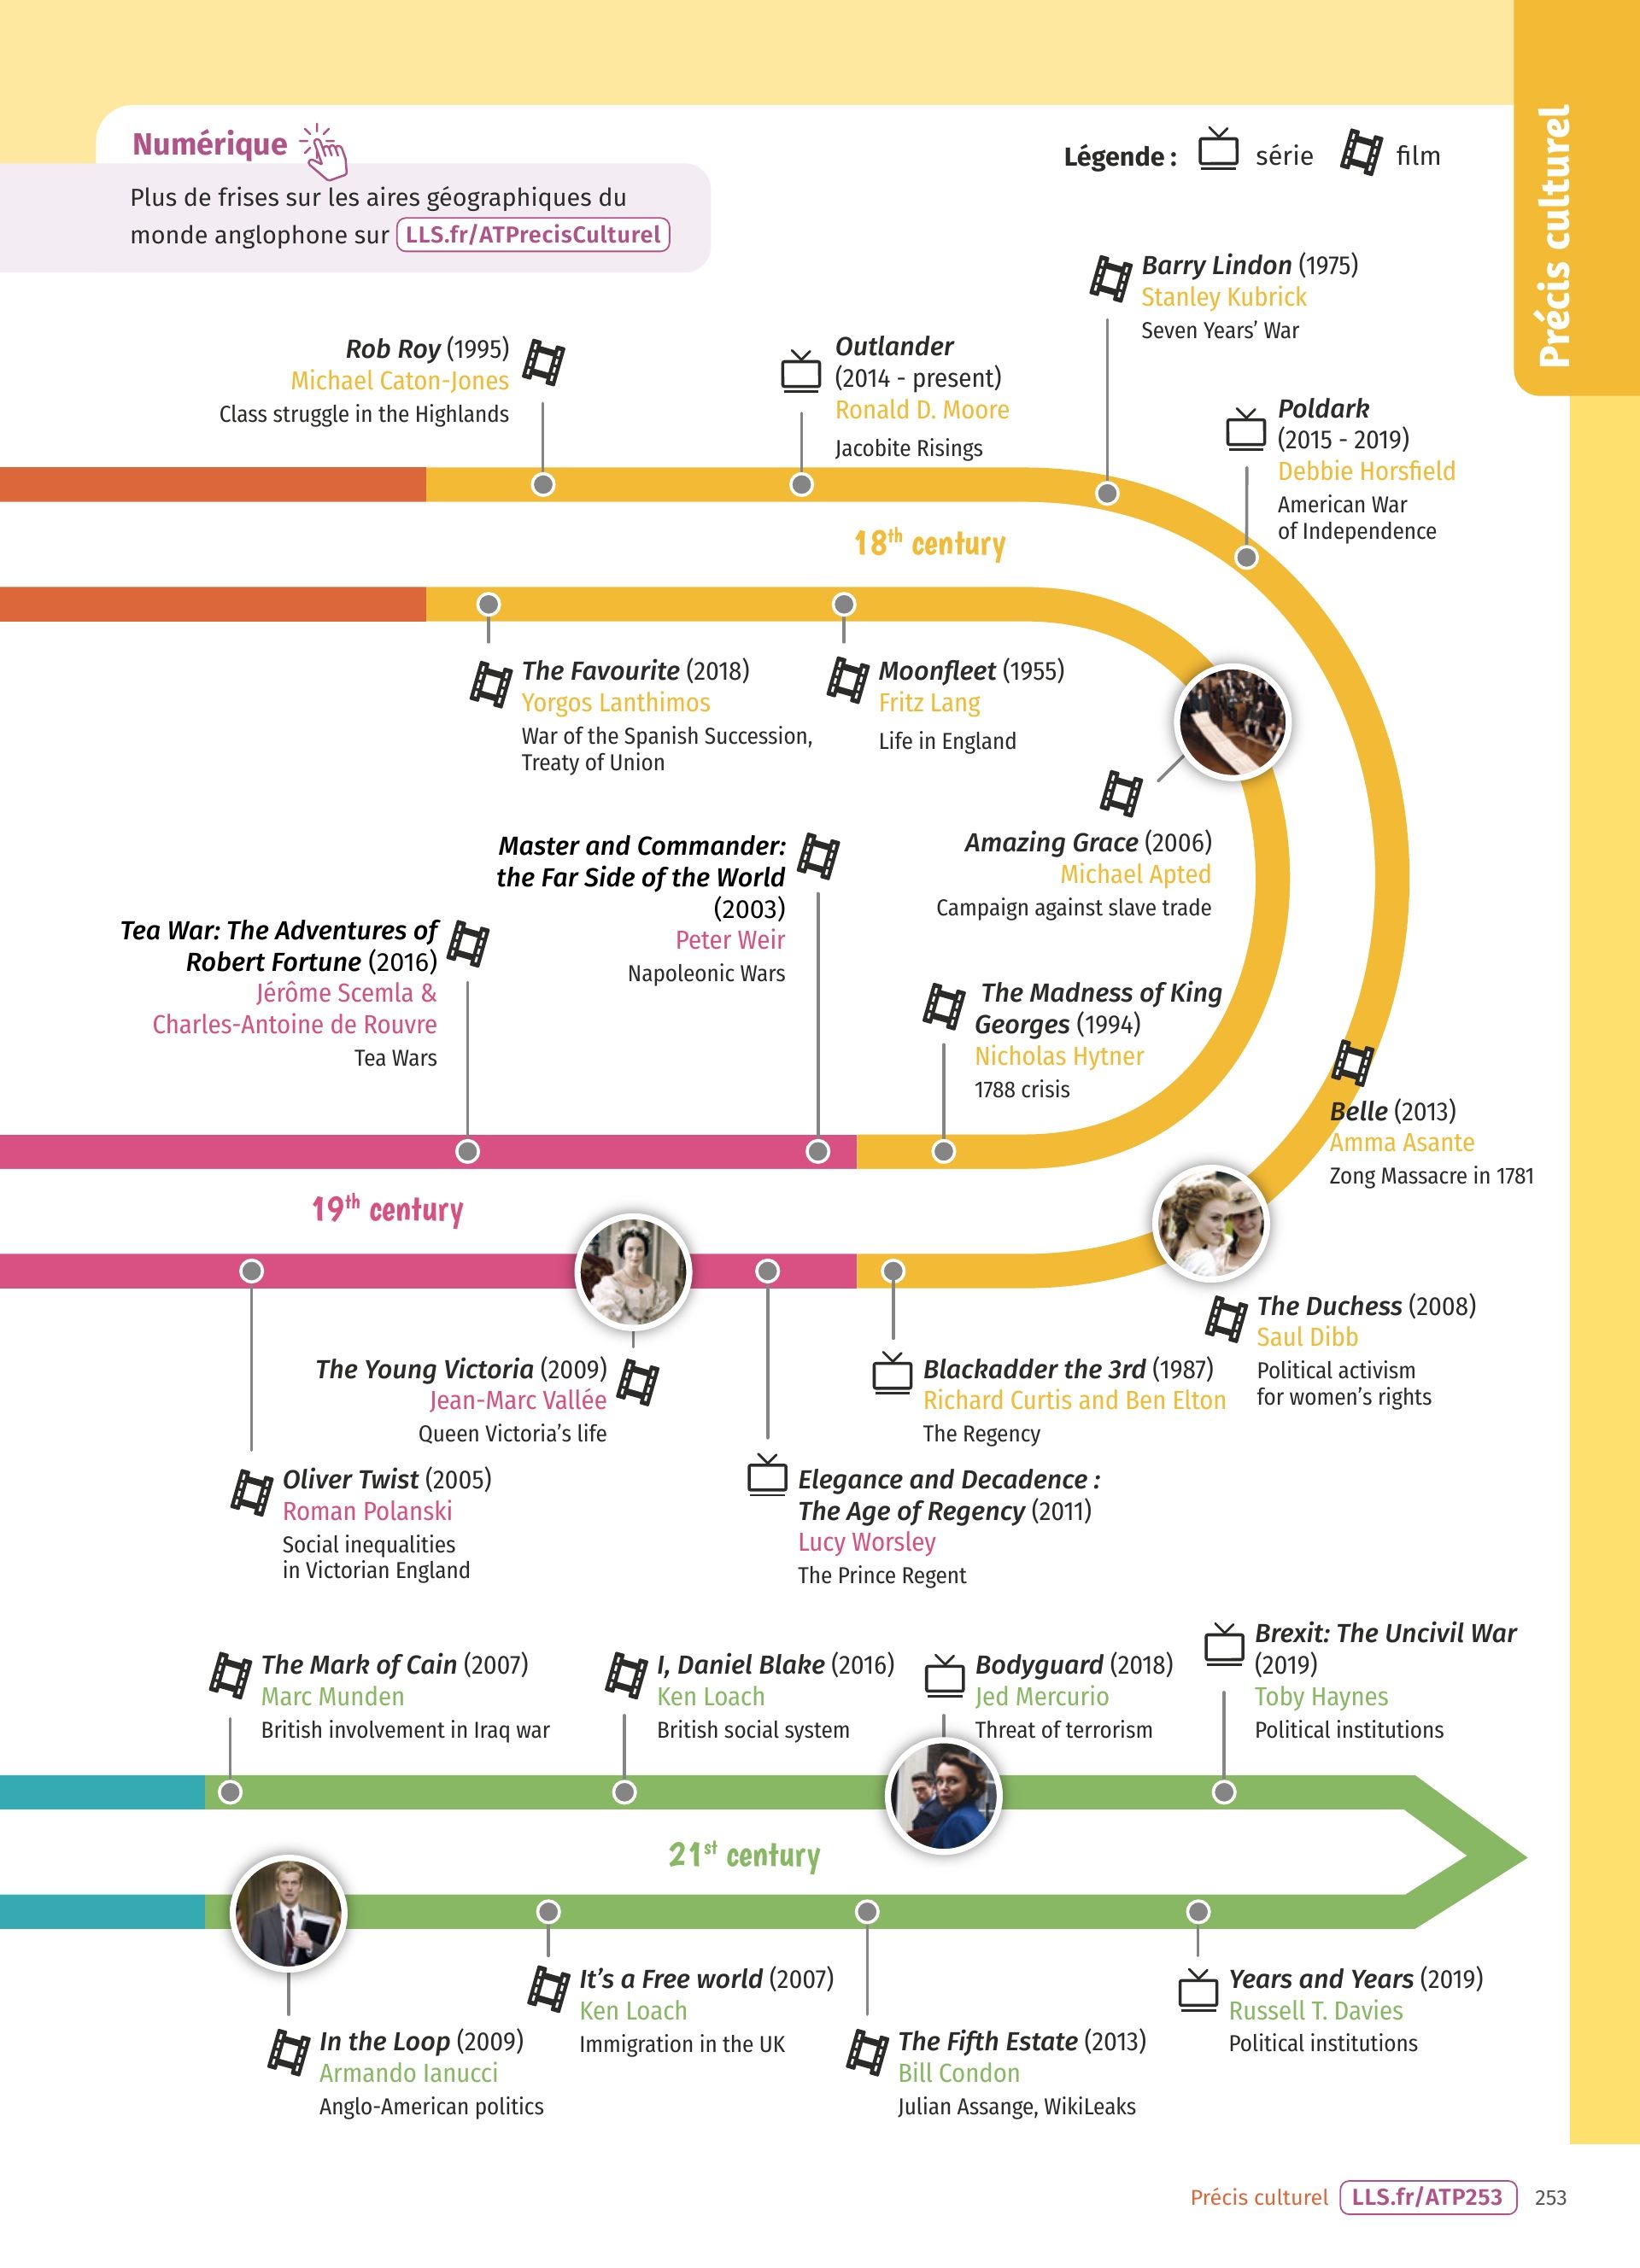 Précis culturel
Numérique
Plus de frises sur les aires géographiques du
monde anglophone sur LLS.fr/ATPrecisCulturel
Légende : série film
Barry Lindon (1975)
Stanley Kubrick
Seven Years' War
Rob Roy (1995)
Michael Caton-Jones
Class struggle in the Highlands
Outlander
(2014 - present)
Ronald D. Moore
Jacobite Risings
Poldark
(2015 - 2019)
Debbie Horsfield
American War
of Independence
18th century
The Favourite (2018)
Yorgos Lanthimos
War of the Spanish Succession,
Treaty of Union
Moonfleet (1955)
Fritz Lang
Life in England
Amazing Grace (2006)
Michael Apted
Campaign against slave trade
Master and Commander:
the Far Side of the World
(2003)
Peter Weir
Napoleonic Wars
Tea War: The Adventures of
Robert Fortune (2016)
Jérôme Scemla &
Charles-Antoine de Rouvre
Tea Wars
The Madness of King
Georges (1994)
Nicholas Hytner
1788 crisis
Belle (2013)
Amma Asante
Zong Massacre in 1781
19th century
The Duchess (2008)
Saul Dibb
Political activism
for women's rights
The Young Victoria (2009)
Jean-Marc Vallée
Queen Victoria's life
Blackadder the 3rd (1987)
Richard Curtis and Ben Elton
The Regency
Oliver Twist (2005)
Roman Polanski
Social inequalities
in Victorian England
Elegance and Decadence :
The Age of Regency (2011)
Lucy Worsley
The Prince Regent
The Mark of Cain (2007)
Marc Munden
British involvement in Iraq war
I, Daniel Blake (2016)
Ken Loach
British social system
Bodyguard (2018)
Jed Mercurio
Threat of terrorism
Brexit: The Uncivil War
(2019)
Toby Haynes
Political institutions
21st century
In the Loop (2009)
Armando Ianucci
Anglo-American politics
It's a Free world (2007)
Ken Loach
Immigration in the UK
The Fifth Estate (2013)
Bill Condon
Julian Assange, WikiLeaks
Years and Years (2019)
Russell T. Davies
Political institutions
Précis culturel LLS.fr/ATP253 253